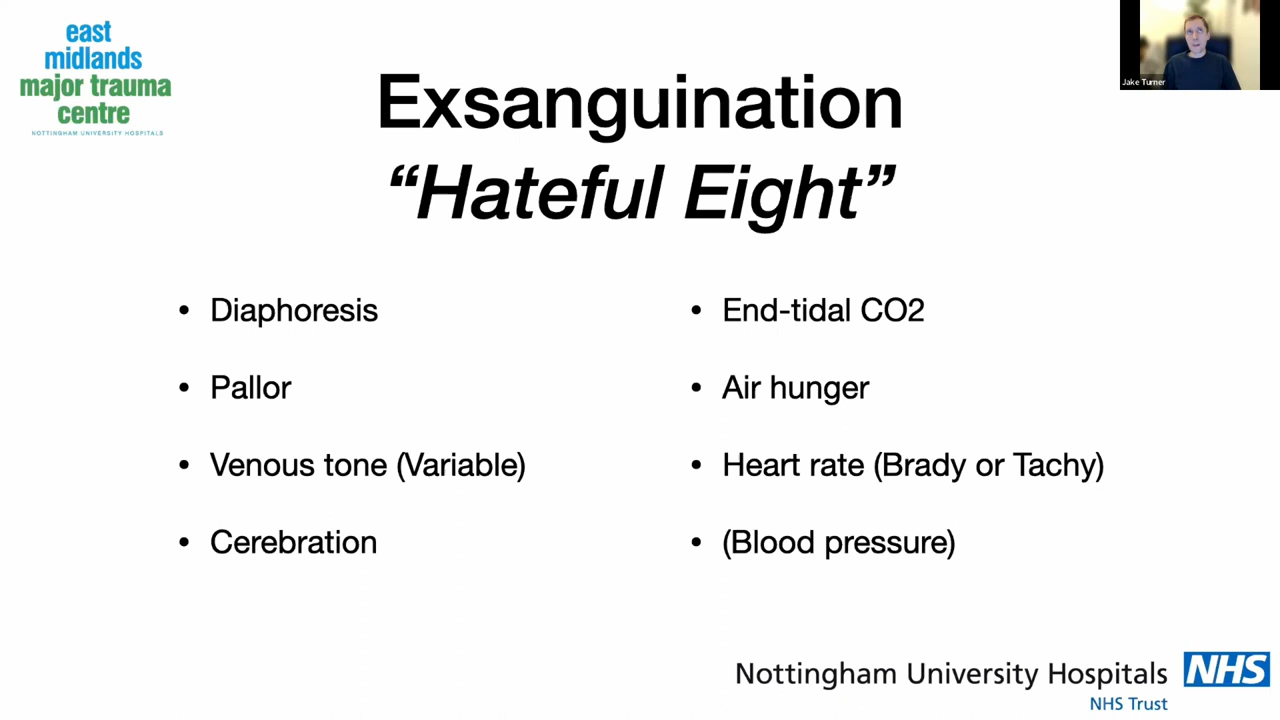 east
midlands
major trauma
centre
NOTTINGHAM UNIVERSITY HOSPITALS
Jake Turner
Exsanguination
“Hateful Eight”
• Diaphoresis
• Pallor
• Venous tone (Variable)
• Cerebration
• End-tidal CO2
• Air hunger
• Heart rate (Brady or Tachy)
• (Blood pressure)
Nottingham University Hospitals NHS
NHS Trust